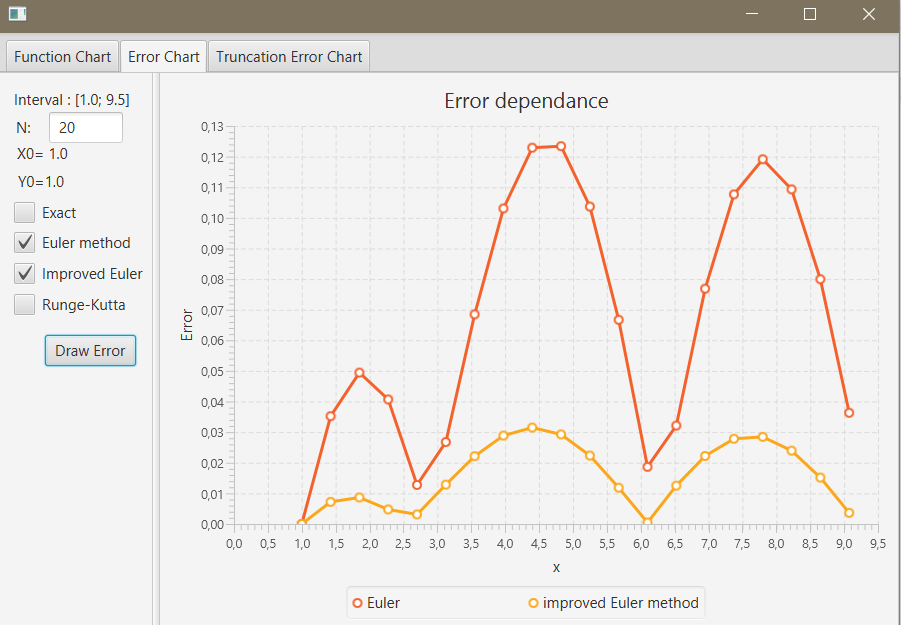 Function Chart
Error Chart
Truncation Error Chart
Interval : [1.0; 9.5]
N: 20
X0= 1.0
Y0=1.0
Exact
Euler method
Improved Euler
Runge-Kutta
Draw Error
Error dependance
Error
0,13
0,12
0,11
0,10
0,09
0,08
0,07
0,06
0,05
0,04
0,03
0,02
0,01
0,00
0,0 0,5 1,0 1,5 2,0 2,5 3,0 3,5 4,0 4,5 5,0 5,5 6,0 6,5 7,0 7,5 8,0 8,5 9,0 9,5
x
Euler
improved Euler method